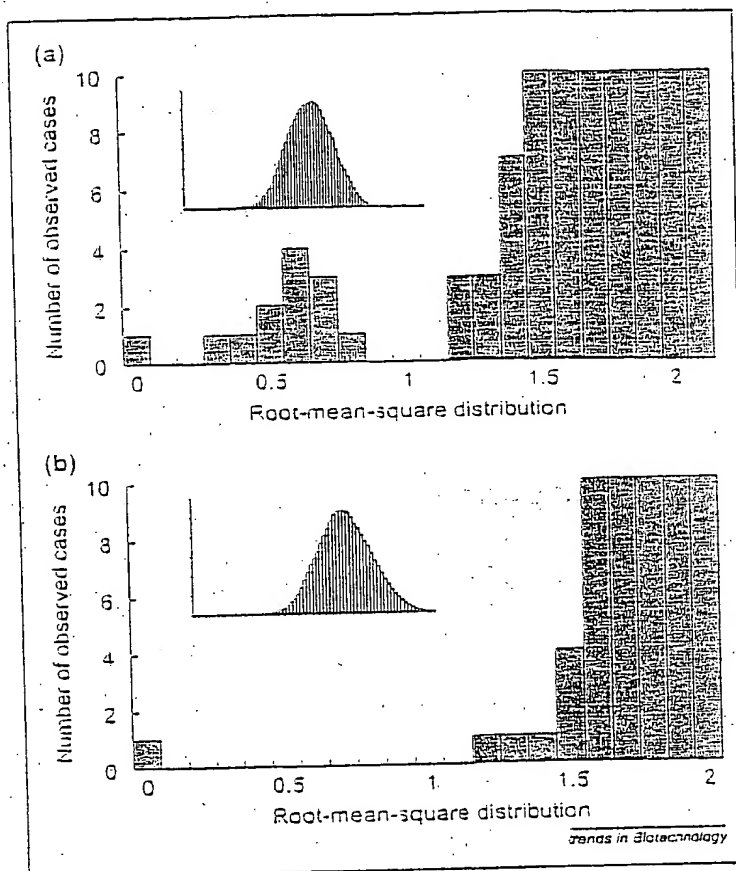 (a)
Number of observed cases
10
8
6
4
2
0
0 0.5 1 1.5 2
Root-mean-square distribution
(b)
Number of observed cases
10
8
6
4
2
0
0 0.5 1 1.5 2
Root-mean-square distribution
Trends in Biotechnology